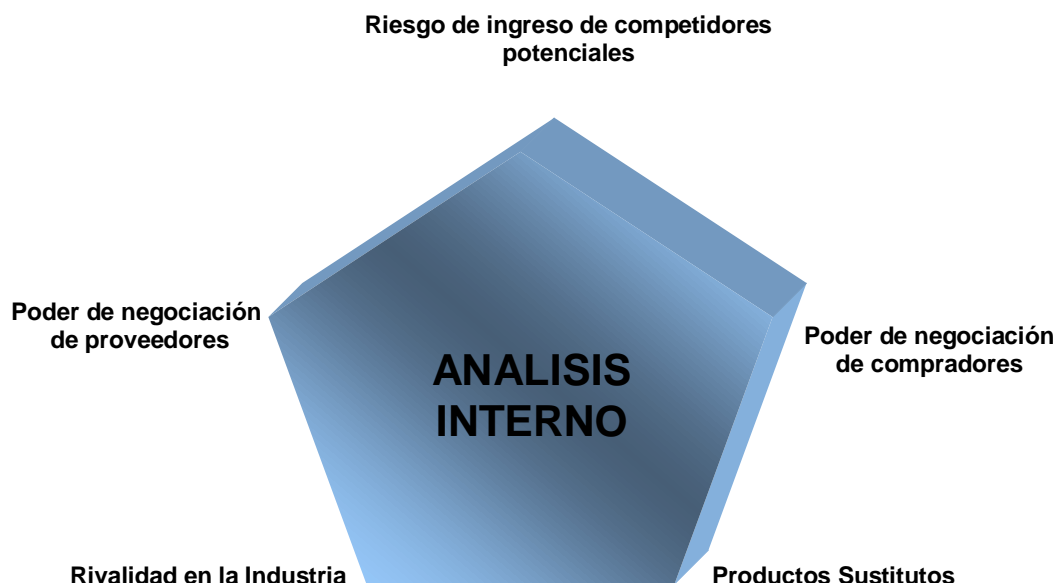 Riesgo de ingreso de competidores
potenciales
Poder de negociación
de proveedores
Poder de negociación
de compradores
ANALISIS
INTERNO
Rivalidad en la Industria
Productos Sustitutos